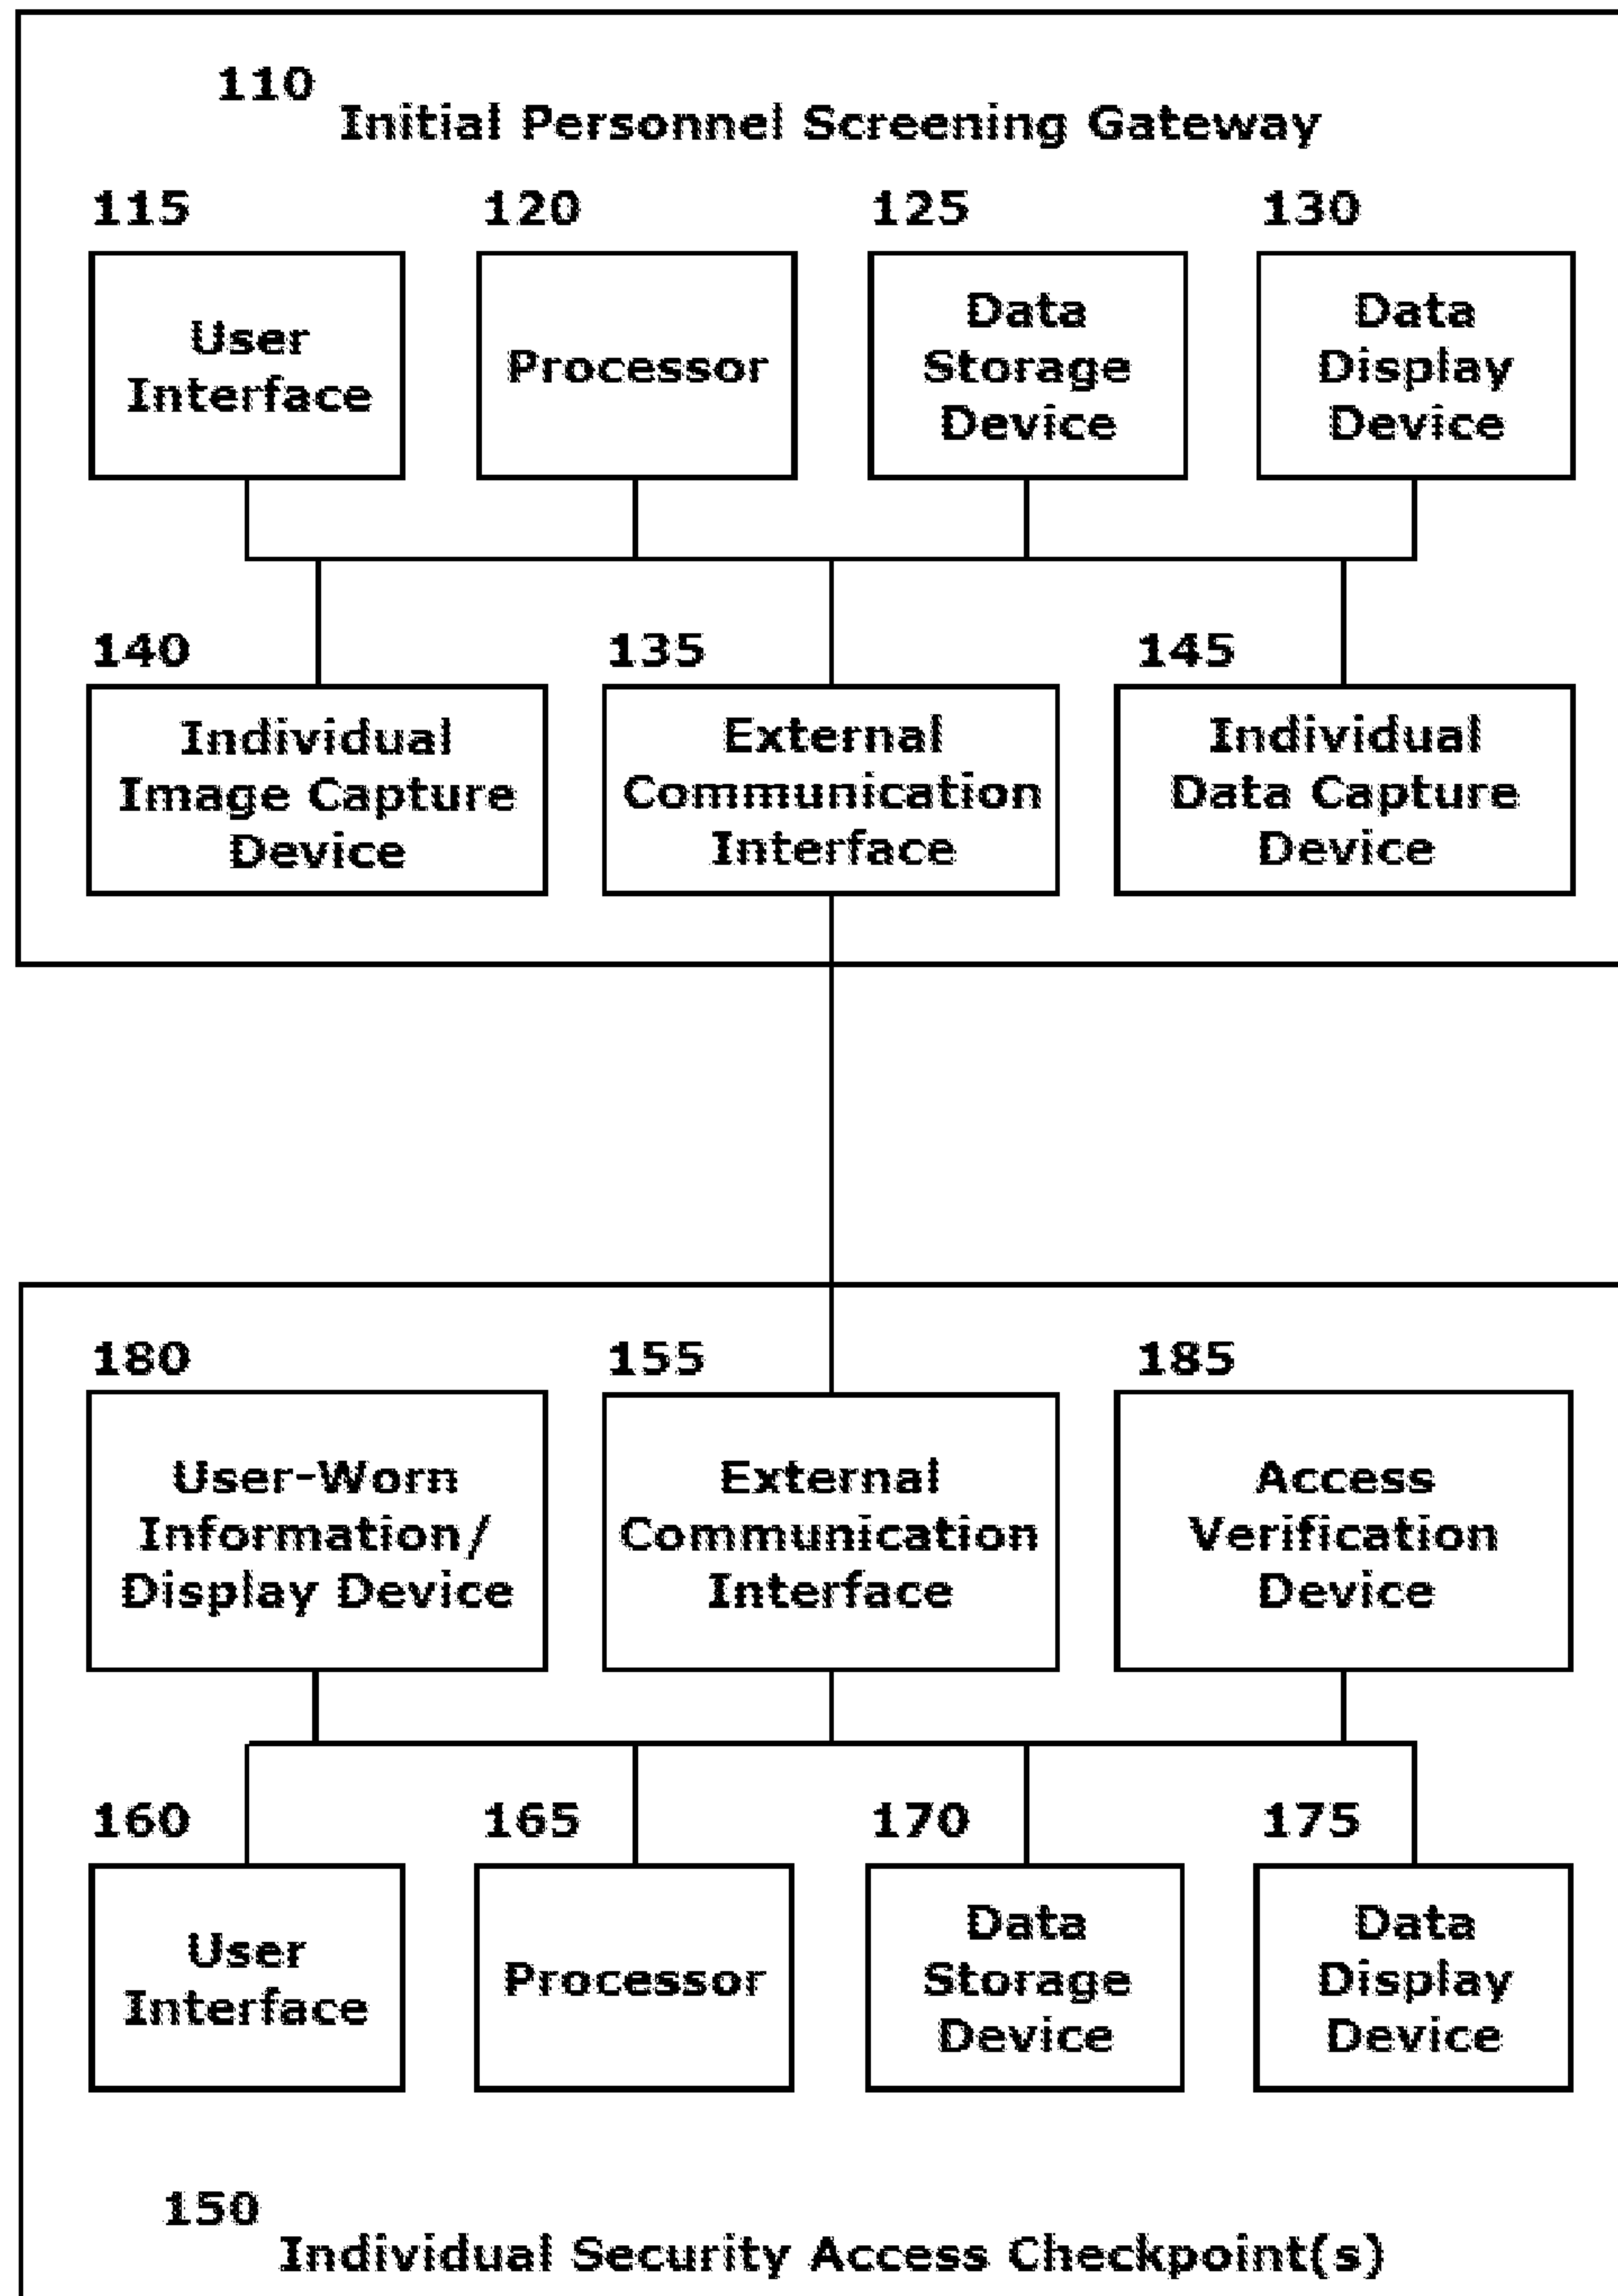 110
Initial Personnel Screening Gateway
115
120
125
130
User
Interface
Processor
Data
Storage
Device
Data
Display
Device
140
135
145
Individual
Image Capture
Device
External
Communication
Interface
Individual
Data Capture
Device
180
155
185
User-Worn
Information/
Display Device
External
Communication
Interface
Access
Verification
Device
160
165
170
175
User
Interface
Processor
Data
Storage
Device
Data
Display
Device
150
Individual Security Access Checkpoint(s)